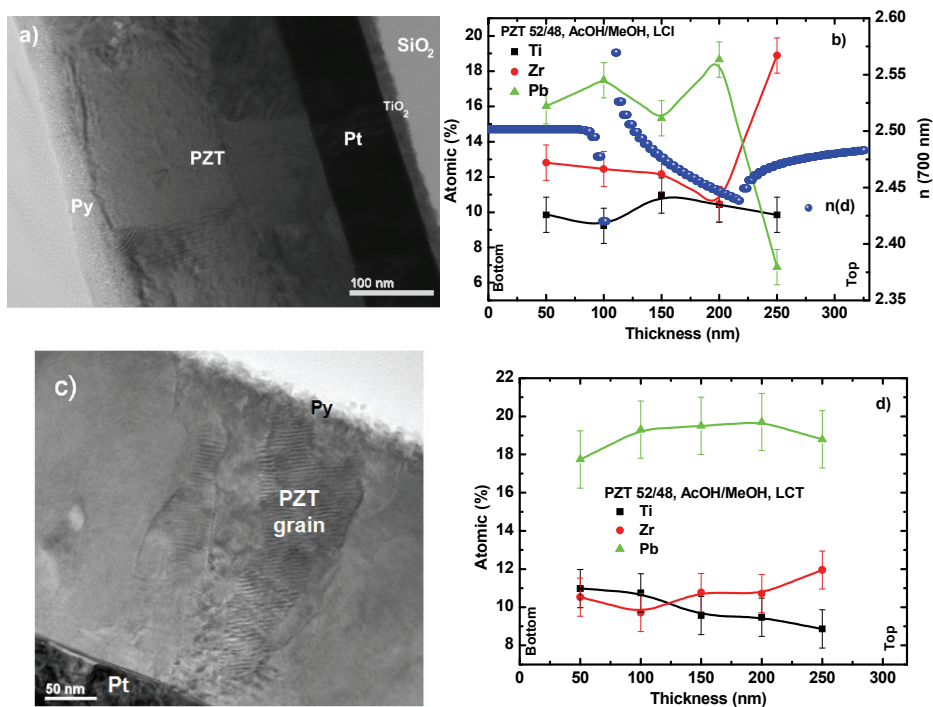 a)
SiO2
TiO2
Pt
PZT
Py
100 nm
b)
PZT 52/48, AcOH/MeOH, LCI
Ti
Zr
Pb
n(d)
Bottom
Top
Atomic (%)
20
18
16
14
12
10
8
6
n (700 nm)
2.60
2.55
2.50
2.45
2.40
2.35
0 50 100 150 200 250 300
Thickness (nm)
c)
Py
PZT
grain
Pt
50 nm
d)
PZT 52/48, AcOH/MeOH, LCT
Ti
Zr
Pb
Bottom
Top
Atomic (%)
22
20
18
16
14
12
10
8
0 50 100 150 200 250 300
Thickness (nm)